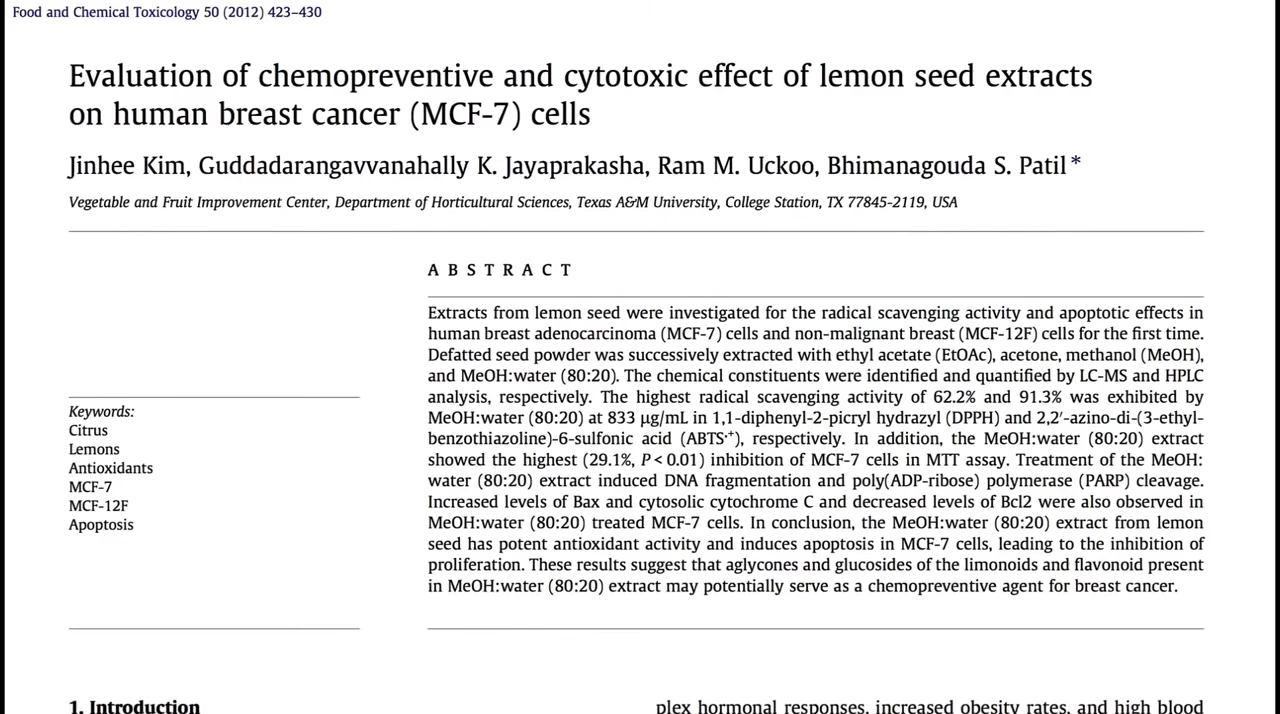 Food and Chemical Toxicology 50 (2012) 423–430
Evaluation of chemopreventive and cytotoxic effect of lemon seed extracts
on human breast cancer (MCF-7) cells
Jinhee Kim, Guddadarangavvanahally K. Jayaprakasha, Ram M. Uckoo, Bhimanagouda S. Patil *
Vegetable and Fruit Improvement Center, Department of Horticultural Sciences, Texas A&M University, College Station, TX 77845-2119, USA
Keywords:
Citrus
Lemons
Antioxidants
MCF-7
MCF-12F
Apoptosis
A B S T R A C T
Extracts from lemon seed were investigated for the radical scavenging activity and apoptotic effects in
human breast adenocarcinoma (MCF-7) cells and non-malignant breast (MCF-12F) cells for the first time.
Defatted seed powder was successively extracted with ethyl acetate (EtOAc), acetone, methanol (MeOH),
and MeOH:water (80:20). The chemical constituents were identified and quantified by LC-MS and HPLC
analysis, respectively. The highest radical scavenging activity of 62.2% and 91.3% was exhibited by
MeOH:water (80:20) at 833 μg/mL in 1,1-diphenyl-2-picryl hydrazyl (DPPH) and 2,2′-azino-di-(3-ethyl-
benzothiazoline)-6-sulfonic acid (ABTS·⁺), respectively. In addition, the MeOH:water (80:20) extract
showed the highest (29.1%, P < 0.01) inhibition of MCF-7 cells in MTT assay. Treatment of the MeOH:
water (80:20) extract induced DNA fragmentation and poly(ADP-ribose) polymerase (PARP) cleavage.
Increased levels of Bax and cytosolic cytochrome C and decreased levels of Bcl2 were also observed in
MeOH:water (80:20) treated MCF-7 cells. In conclusion, the MeOH:water (80:20) extract from lemon
seed has potent antioxidant activity and induces apoptosis in MCF-7 cells, leading to the inhibition of
proliferation. These results suggest that aglycones and glucosides of the limonoids and flavonoid present
in MeOH:water (80:20) extract may potentially serve as a chemopreventive agent for breast cancer.
1. Introduction
plex hormonal responses, increased obesity rates, and high blood